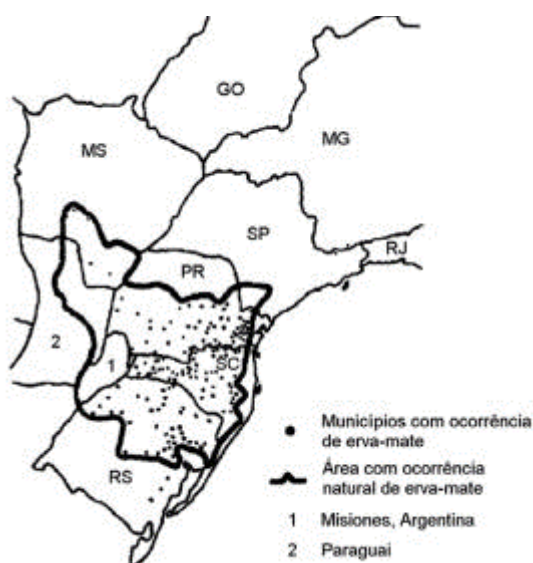 GO
MS
MG
SP
RJ
PR
2
1
SC
RS
Municípios com ocorrência
de erva-mate
Área com ocorrência
natural de erva-mate
1 Misiones, Argentina
2 Paraguai